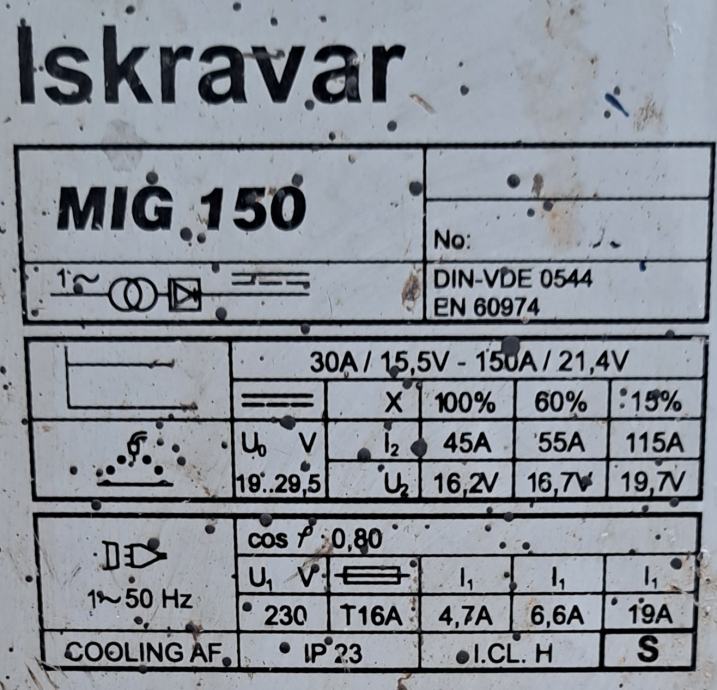 Iskravar
MIG 150
No:
1~
DIN-VDE 0544
EN 60974
30A / 15,5V - 150A / 21,4V
X 100% 60% 15%
U₀ V I₂ 45A 55A 115A
19..29,5 U₂ 16,2V 16,7V 19,7V
cos φ 0,80
U₁ V I₁ I₁ I₁
1~50 Hz
230 T16A 4,7A 6,6A 19A
COOLING AF IP 23 I.CL. H S